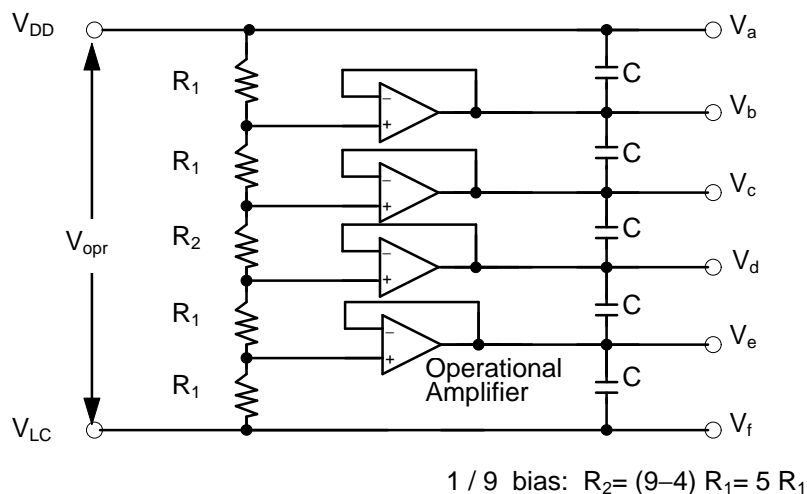 V_DD
V_a
R_1
C
V_b
R_1
C
V_c
V_opr
R_2
C
V_d
R_1
C
V_e
Operational
Amplifier
R_1
C
V_LC
V_f
1 / 9 bias: R_2= (9–4) R_1= 5 R_1
− +
− +
− +
− +